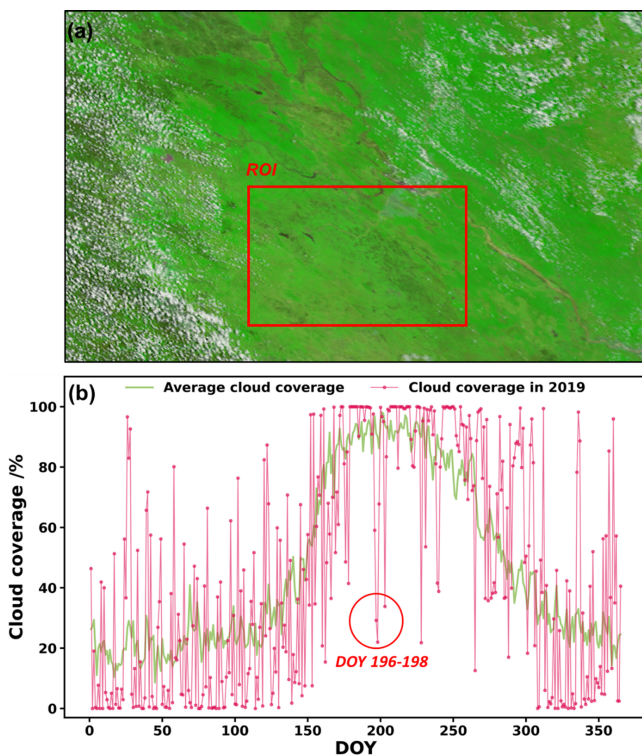 (a)
ROI
(b)
Average cloud coverage
Cloud coverage in 2019
100
80
60
40
20
0
Cloud coverage /%
DOY 196-198
0
50
100
150
200
250
300
350
DOY